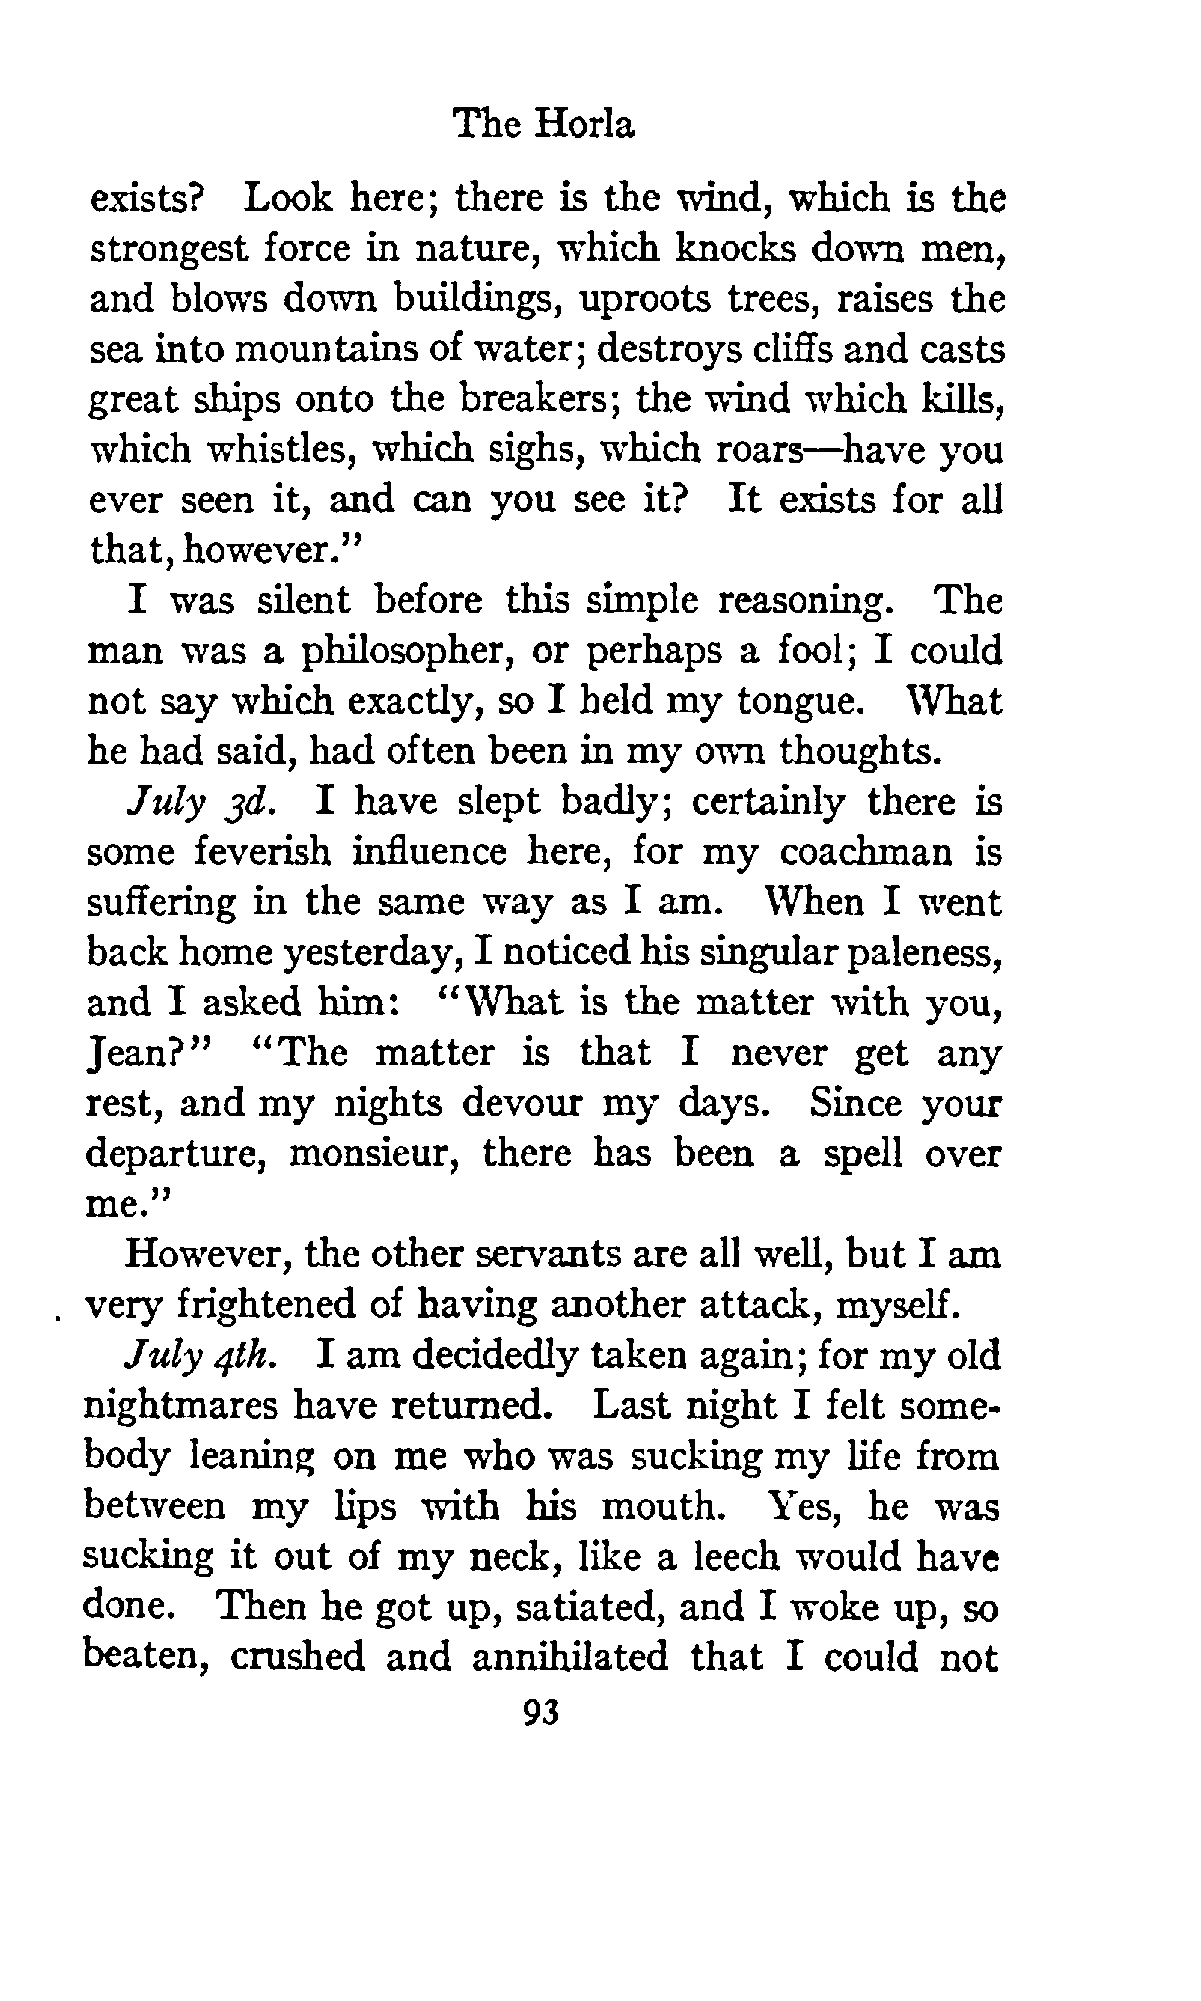 The Horla
exists? Look here; there is the wind, which is the
strongest force in nature, which knocks down men,
and blows down buildings, uproots trees, raises the
sea into mountains of water; destroys cliffs and casts
great ships onto the breakers; the wind which kills,
which whistles, which sighs, which roars—have you
ever seen it, and can you see it? It exists for all
that, however."
I was silent before this simple reasoning. The
man was a philosopher, or perhaps a fool; I could
not say which exactly, so I held my tongue. What
he had said, had often been in my own thoughts.
July 3d. I have slept badly; certainly there is
some feverish influence here, for my coachman is
suffering in the same way as I am. When I went
back home yesterday, I noticed his singular paleness,
and I asked him: "What is the matter with you,
Jean?" "The matter is that I never get any
rest, and my nights devour my days. Since your
departure, monsieur, there has been a spell over
me."
However, the other servants are all well, but I am
very frightened of having another attack, myself.
July 4th. I am decidedly taken again; for my old
nightmares have returned. Last night I felt some-
body leaning on me who was sucking my life from
between my lips with his mouth. Yes, he was
sucking it out of my neck, like a leech would have
done. Then he got up, satiated, and I woke up, so
beaten, crushed and annihilated that I could not
93